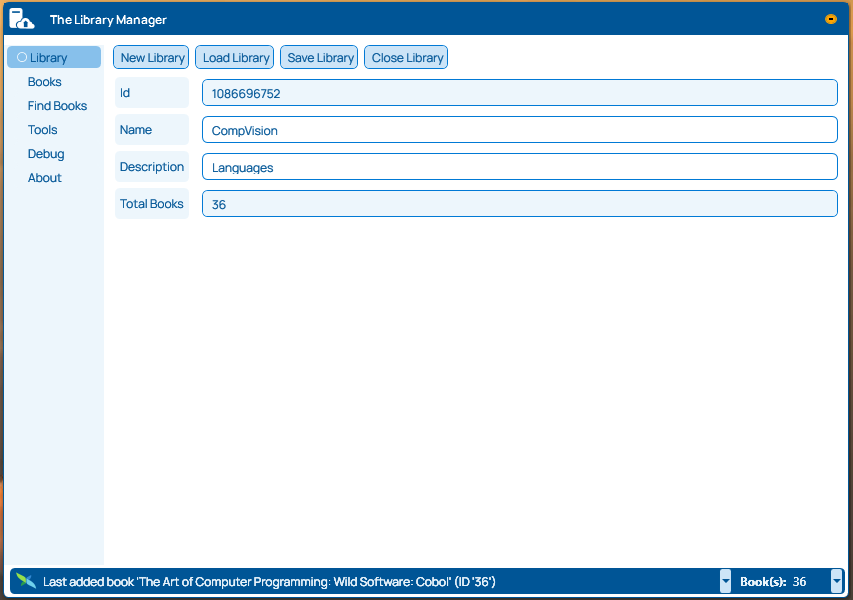 The Library Manager
Library
Books
Find Books
Tools
Debug
About
New Library Load Library Save Library Close Library
Id 1086696752
Name CompVision
Description Languages
Total Books 36
Last added book 'The Art of Computer Programming: Wild Software: Cobol' (ID '36') Book(s): 36